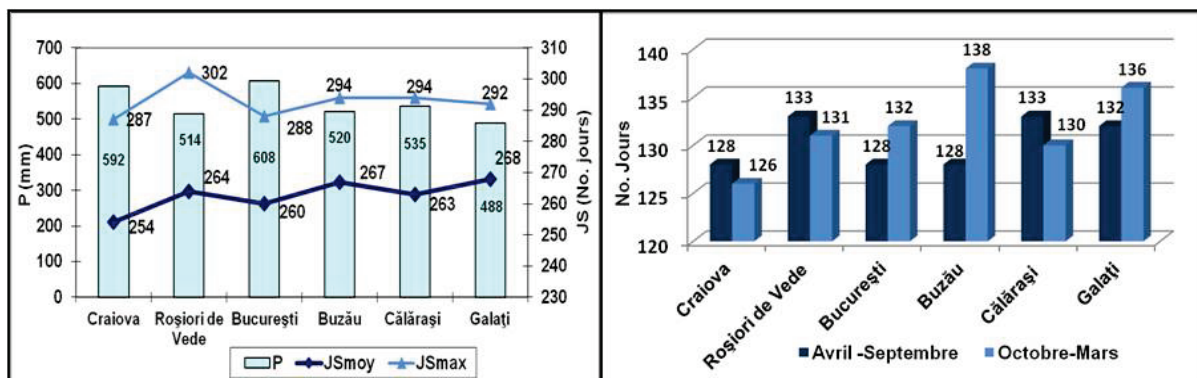 P (mm)
700
600
500
400
300
200
100
0
592
514
608
520
535
488
287
302
288
294
294
292
254
264
260
267
263
268
310
300
290
280
270
260
250
240
230
JS (No. jours)
Craiova
Roşiori de
Vede
Bucureşti
Buzău
Călăraşi
Galaţi
P
JSmoy
JSmax
No. Jours
140
135
130
125
120
128
126
133
131
128
132
128
138
133
130
132
136
Craiova
Roşiori de Vede
Bucureşti
Buzău
Călăraşi
Galaţi
Avril -Septembre
Octobre-Mars